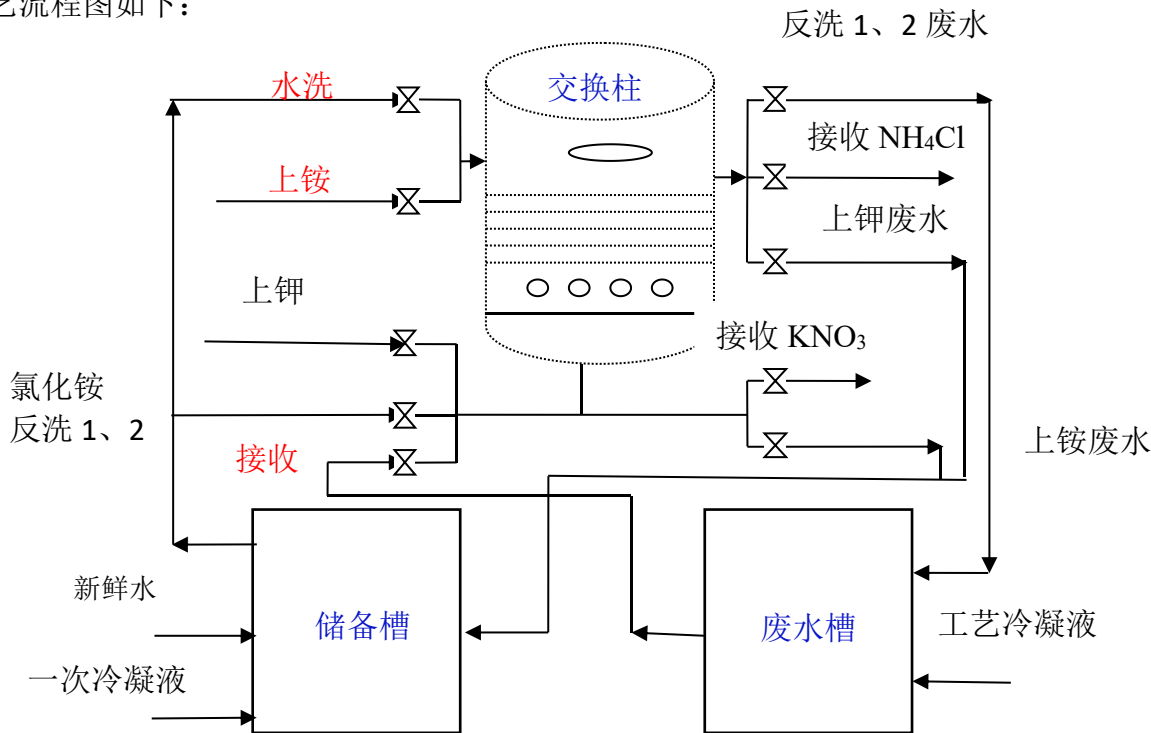 艺流程图如下：
反洗 1、2 废水
水洗
交换柱
接收 NH₄Cl
上铵
上钾废水
上钾
接收 KNO₃
氯化铵
反洗 1、2
接收
上铵废水
新鲜水
储备槽
废水槽
工艺冷凝液
一次冷凝液